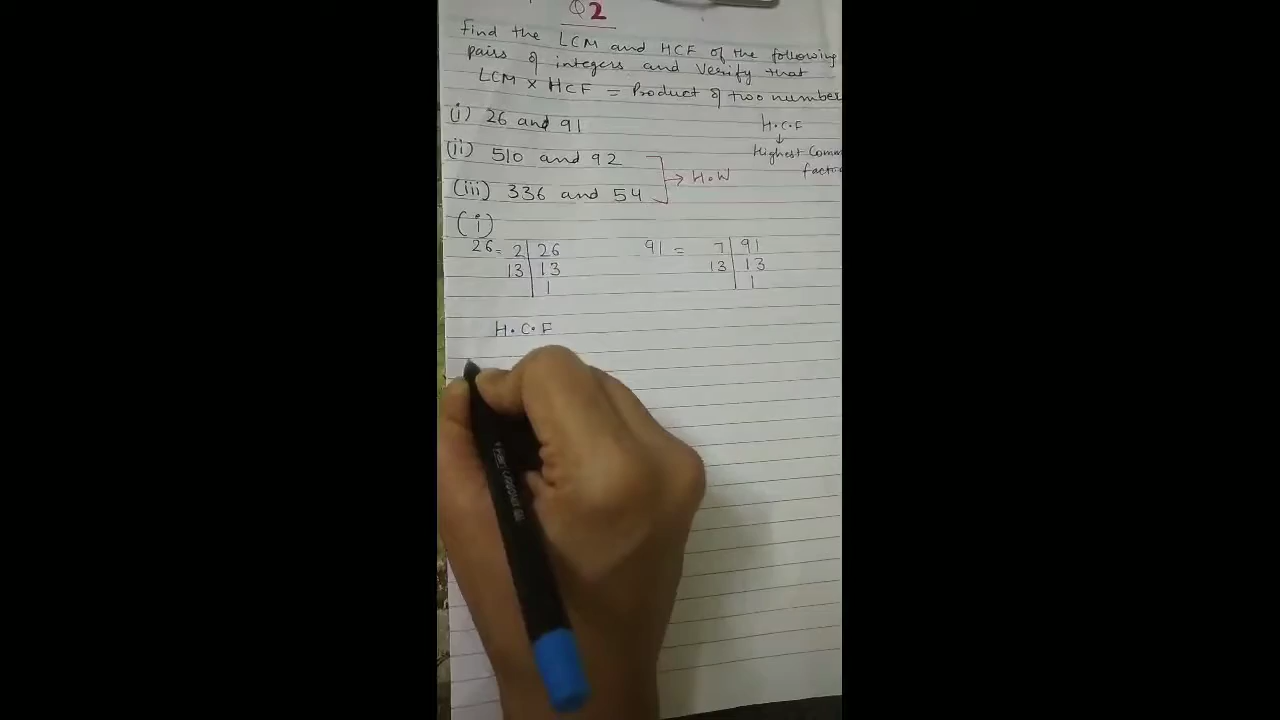 Q2
Find the LCM and HCF of the following
pairs of integers and Verify that
LCM × HCF = Product of two number
(i) 26 and 91
H.C.F
↓
(ii) 510 and 92
Highest Comm
→ H.W
factor
(iii) 336 and 54
(i)
26 = 2 | 26
13 | 13
1
91 = 7 | 91
13 | 13
1
H.C.F